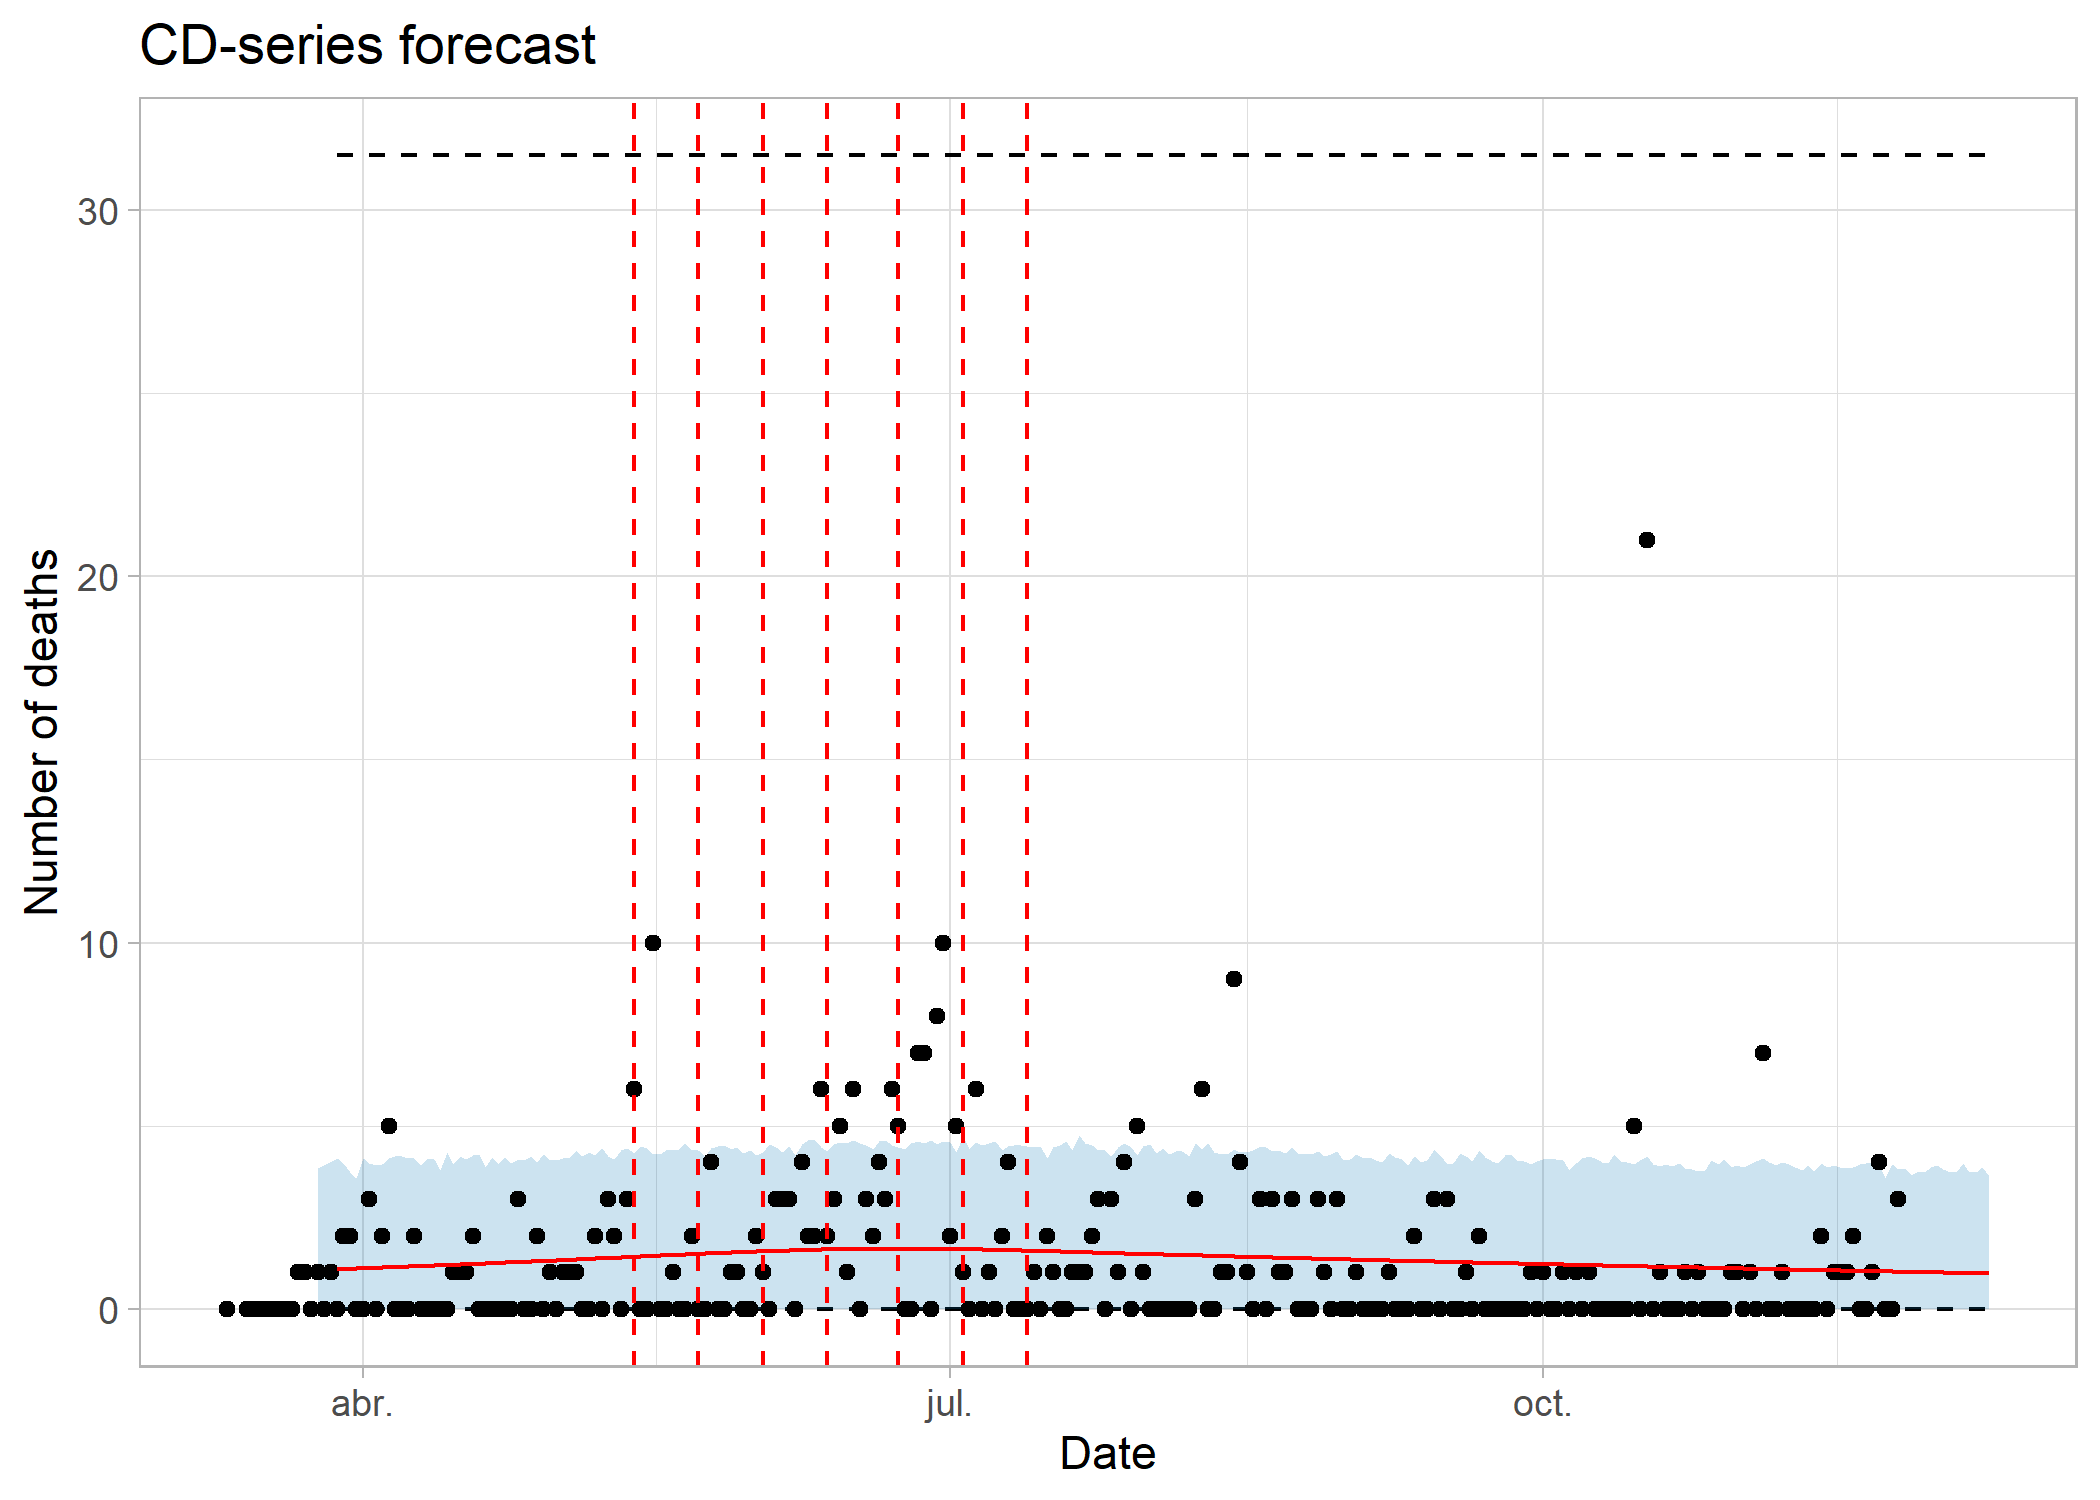 CD-series forecast
30
20
10
0
Number of deaths
abr.
jul.
oct.
Date